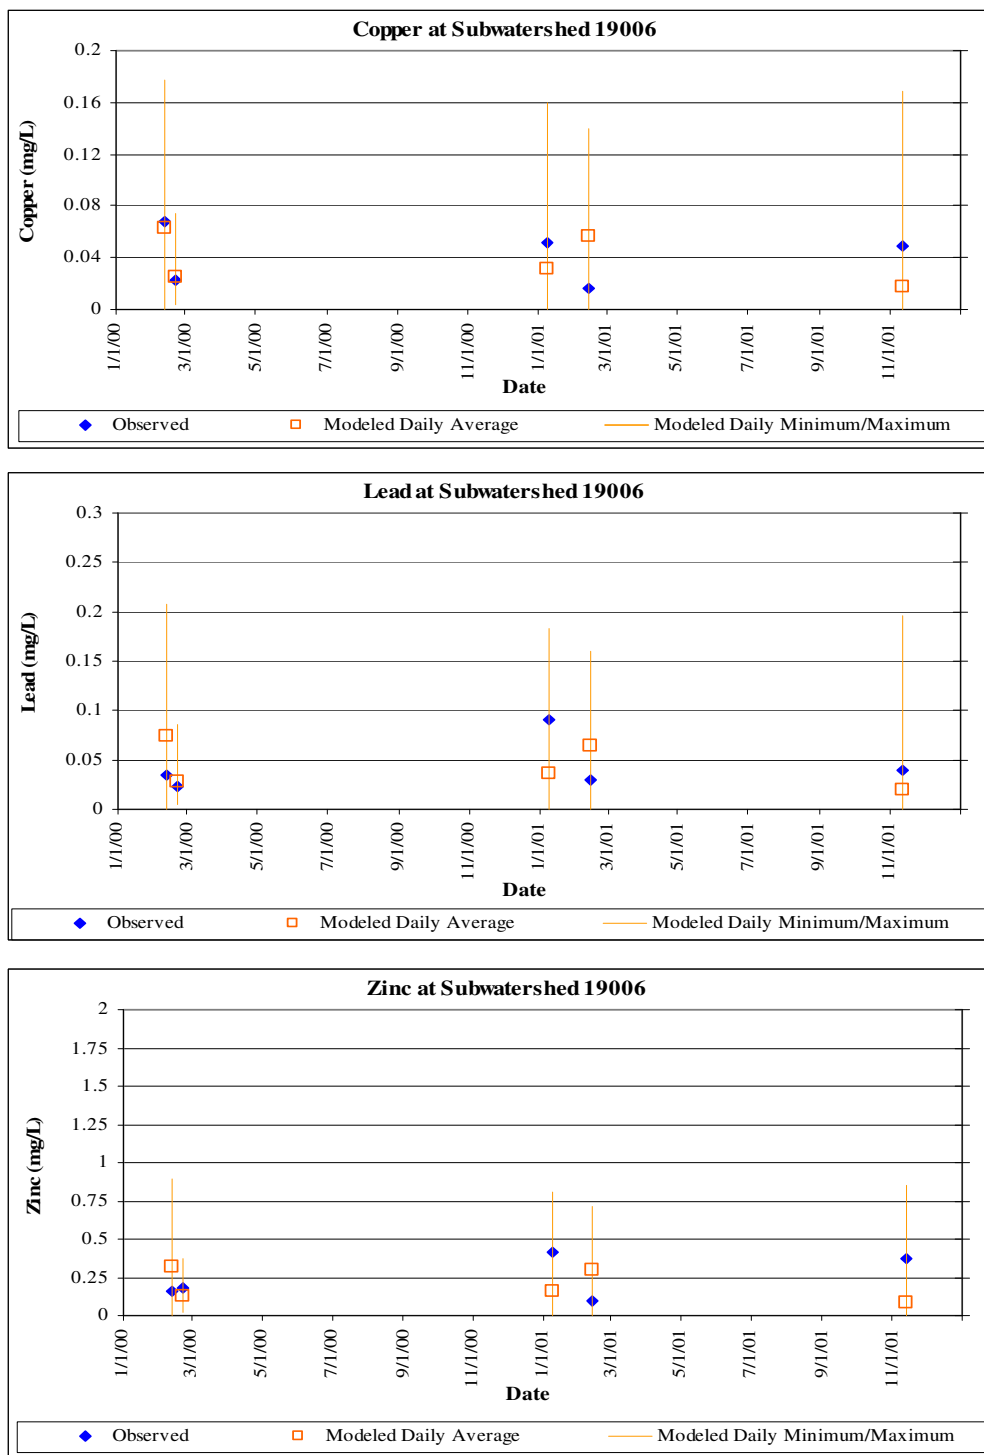 Copper at Subwatershed 19006
Copper (mg/L)
0.2
0.16
0.12
0.08
0.04
0
1/1/00 3/1/00 5/1/00 7/1/00 9/1/00 11/1/00 1/1/01 3/1/01 5/1/01 7/1/01 9/1/01 11/1/01
Date
Observed Modeled Daily Average Modeled Daily Minimum/Maximum
Lead at Subwatershed 19006
Lead (mg/L)
0.3
0.25
0.2
0.15
0.1
0.05
0
1/1/00 3/1/00 5/1/00 7/1/00 9/1/00 11/1/00 1/1/01 3/1/01 5/1/01 7/1/01 9/1/01 11/1/01
Date
Observed Modeled Daily Average Modeled Daily Minimum/Maximum
Zinc at Subwatershed 19006
Zinc (mg/L)
2
1.75
1.5
1.25
1
0.75
0.5
0.25
0
1/1/00 3/1/00 5/1/00 7/1/00 9/1/00 11/1/00 1/1/01 3/1/01 5/1/01 7/1/01 9/1/01 11/1/01
Date
Observed Modeled Daily Average Modeled Daily Minimum/Maximum